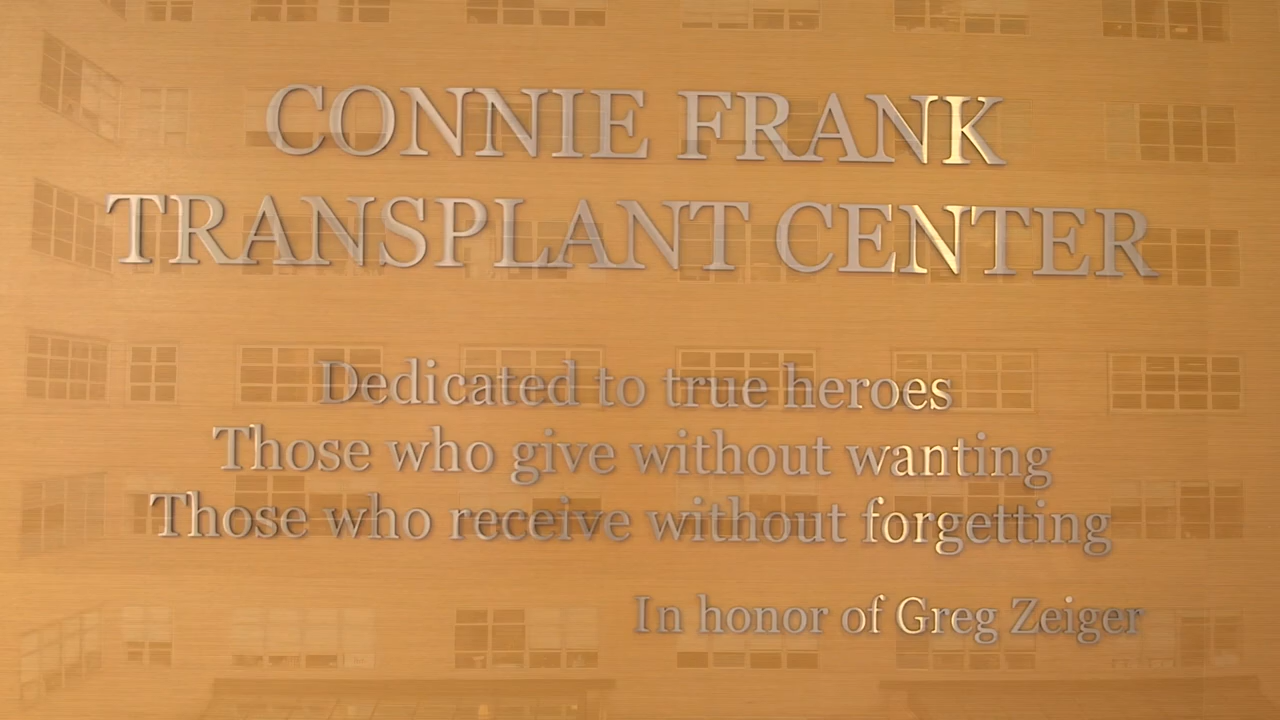 CONNIE FRANK
TRANSPLANT CENTER
Dedicated to true heroes
Those who give without wanting
Those who receive without forgetting
In honor of Greg Zeiger